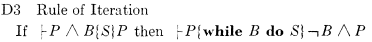 D3 Rule of Iteration
If ⊢P ∧ B{S}P then ⊢P{while B do S}¬B ∧ P